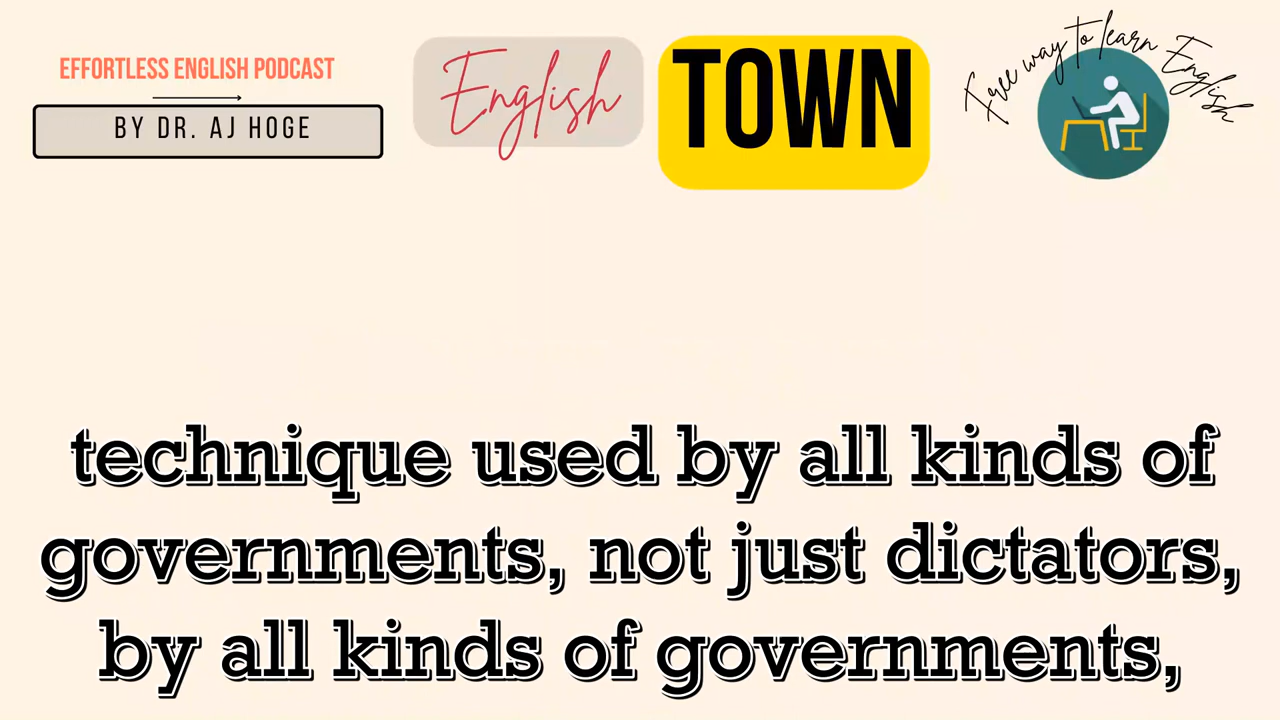 EFFORTLESS ENGLISH PODCAST
BY DR. AJ HOGE
English
TOWN
Free way to learn English
technique used by all kinds of
governments, not just dictators,
by all kinds of governments,